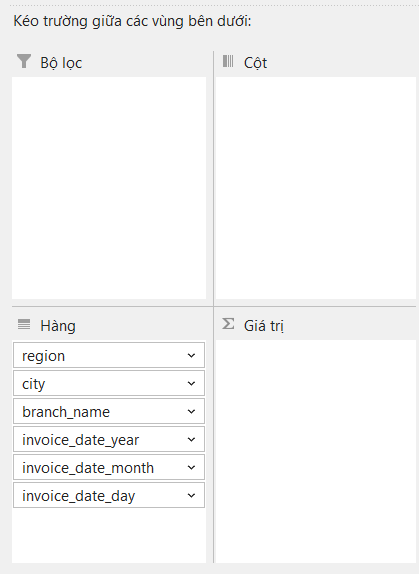 Kéo trường giữa các vùng bên dưới:
Bộ lọc
Cột
Hàng
region
city
branch_name
invoice_date_year
invoice_date_month
invoice_date_day
Giá trị